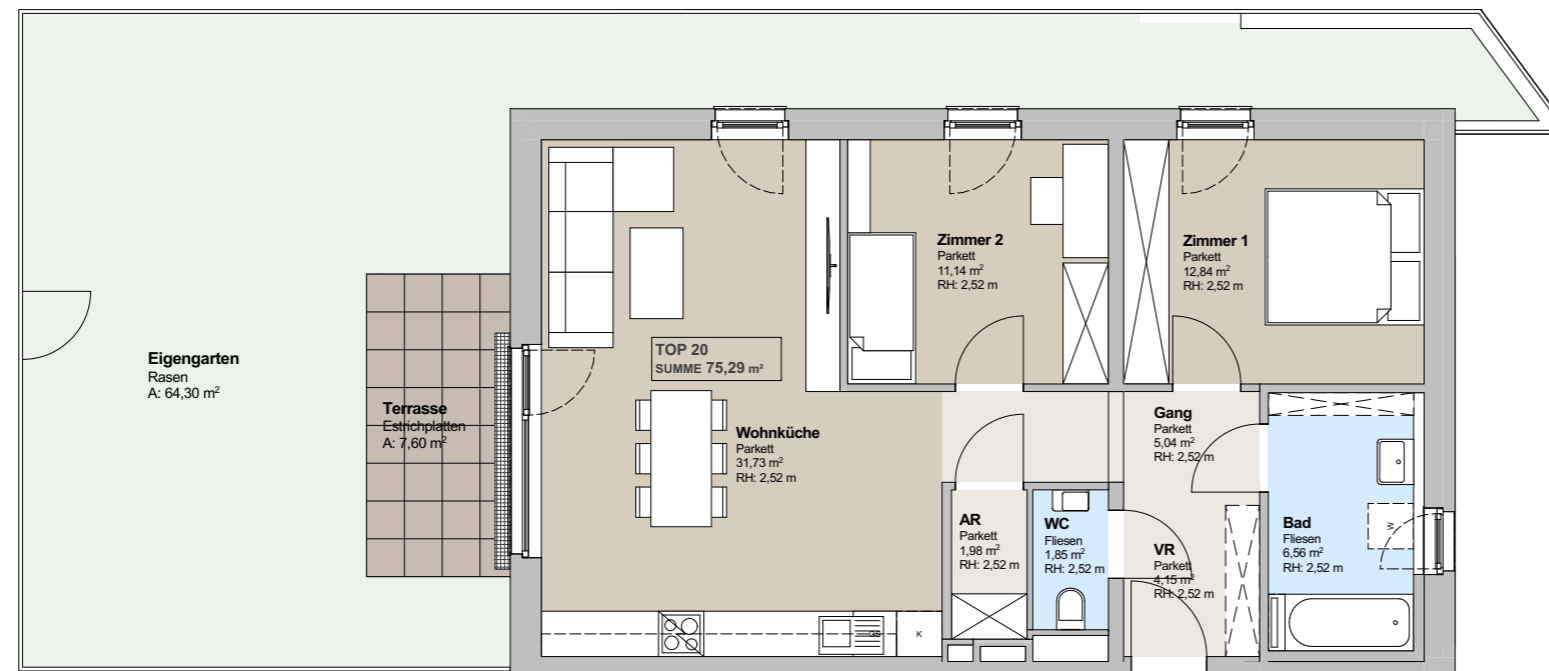 Eigengarten
Rasen
A: 64,30 m²
Terrasse
Estrichplatten
A: 7,60 m²
TOP 20
SUMME 75,29 m²
Wohnküche
Parkett
31,73 m²
RH: 2,52 m
Zimmer 2
Parkett
11,14 m²
RH: 2,52 m
Zimmer 1
Parkett
12,84 m²
RH: 2,52 m
Gang
Parkett
5,04 m²
RH: 2,52 m
AR
Parkett
1,98 m²
RH: 2,52 m
WC
Fliesen
1,85 m²
RH: 2,52 m
VR
Parkett
4,15 m²
RH: 2,52 m
Bad
Fliesen
6,56 m²
RH: 2,52 m
W
GS
K